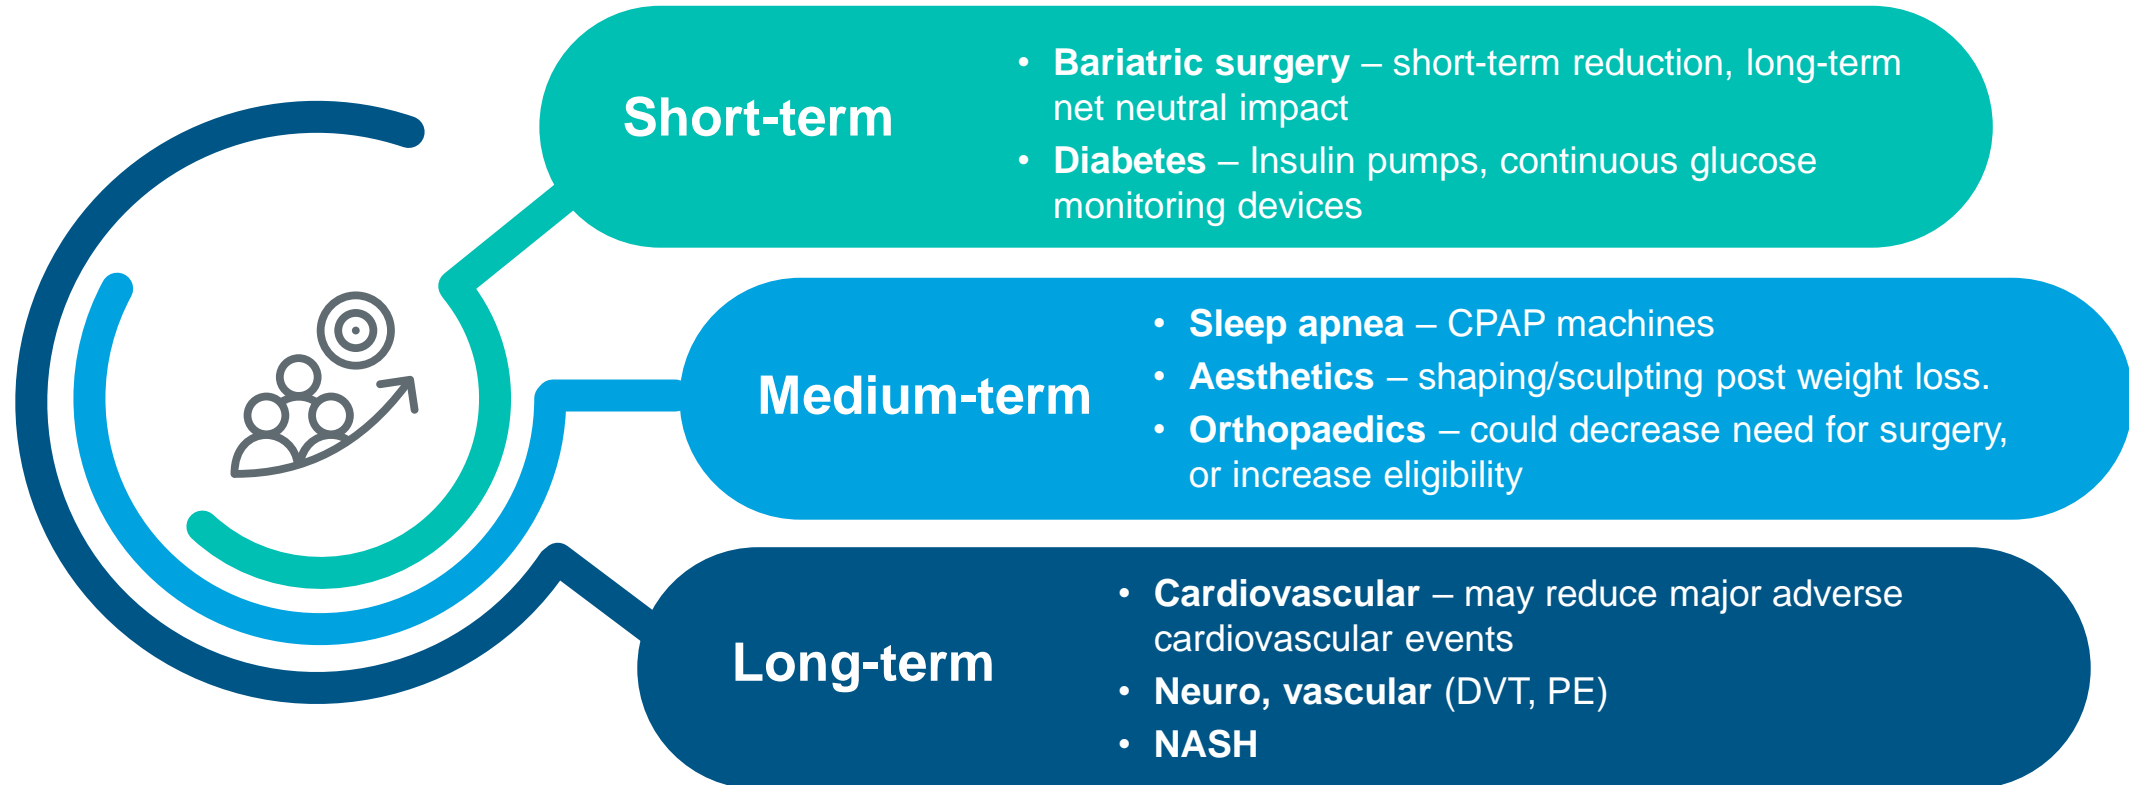 Short-term
• Bariatric surgery – short-term reduction, long-term
net neutral impact
• Diabetes – Insulin pumps, continuous glucose
monitoring devices
Medium-term
• Sleep apnea – CPAP machines
• Aesthetics – shaping/sculpting post weight loss.
• Orthopaedics – could decrease need for surgery,
or increase eligibility
Long-term
• Cardiovascular – may reduce major adverse
cardiovascular events
• Neuro, vascular (DVT, PE)
• NASH